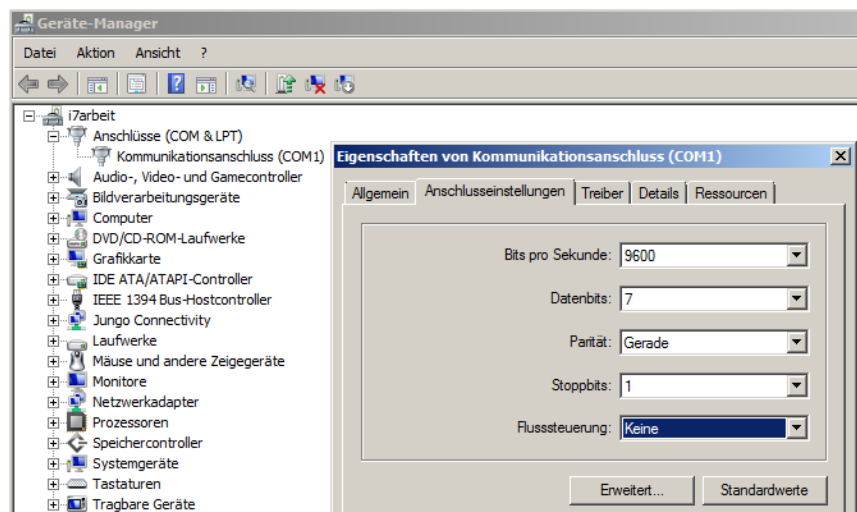 Geräte-Manager
Datei Aktion Ansicht ?
i7arbeit
Anschlüsse (COM & LPT)
Kommunikationsanschluss (COM1)
Audio-, Video- und Gamecontroller
Bildverarbeitungsgeräte
Computer
DVD/CD-ROM-Laufwerke
Grafikkarte
IDE ATA/ATAPI-Controller
IEEE 1394 Bus-Hostcontroller
Jungo Connectivity
Laufwerke
Mäuse und andere Zeigegeräte
Monitore
Netzwerkadapter
Prozessoren
Speichercontroller
Systemgeräte
Tastaturen
Tragbare Geräte
Eigenschaften von Kommunikationsanschluss (COM1)
Allgemein Anschlusseinstellungen Treiber Details Ressourcen
Bits pro Sekunde: 9600
Datenbits: 7
Parität: Gerade
Stoppbits: 1
Flusssteuerung: Keine
Erweitert... Standardwerte